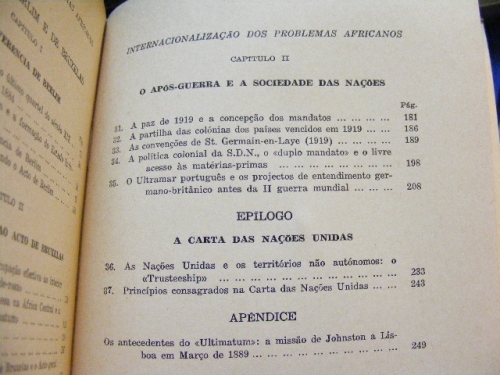 CAPITULO I
INTERNACIONALIZAÇÃO DOS PROBLEMAS AFRICANOS
CAPITULO II
O APÓS-GUERRA E A SOCIEDADE DAS NAÇÕES
Pág.
31. A paz de 1919 e a concepção dos mandatos ... ... ... ... 181
32. A partilha das colónias dos países vencidos em 1919 ... ... 186
33. As convenções de St. Germain-en-Laye (1919) ... ... ... ... 189
34. A política colonial da S.D.N., o «duplo mandato» e o livre
acesso às matérias-primas ... ... ... ... ... ... ... ... 198
35. O Ultramar português e os projectos de entendimento ger-
mano-britânico antes da II guerra mundial ... ... ... ... 208
EPILOGO
A CARTA DAS NAÇÕES UNIDAS
36. As Nações Unidas e os territórios não autónomos: o
«Trusteeship» ... ... ... ... ... ... ... ... ... ... ... 233
37. Princípios consagrados na Carta das Nações Unidas ... ... 243
APÉNDICE
Os antecedentes do «Ultimatum»: a missão de Johnston a Lis-
boa em Março de 1889 ... ... ... ... ... ... ... ... ... 249